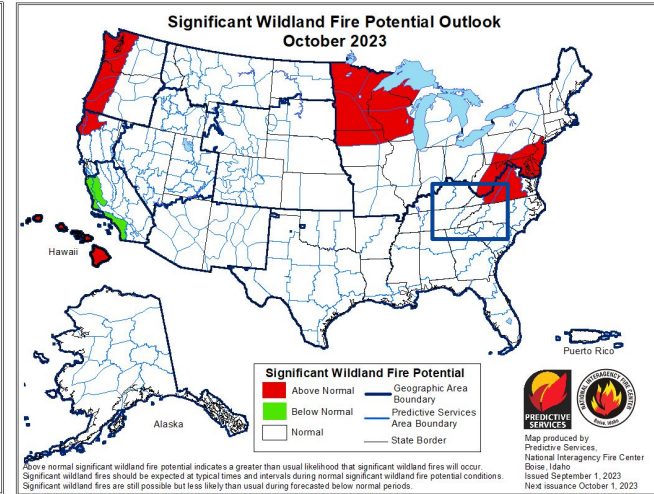 Significant Wildland Fire Potential Outlook
October 2023
Hawaii
Alaska
Puerto Rico
Significant Wildland Fire Potential
Above Normal
Below Normal
Normal
Geographic Area
Boundary
Predictive Services
Area Boundary
State Border
PREDICTIVE
SERVICES
NATIONAL INTERAGENCY FIRE CENTER
Boise, Idaho
Map produced by
Predictive Services,
National Interagency Fire Center
Boise, Idaho
Issued September 1, 2023
Next issuance October 1, 2023
Above normal significant wildland fire potential indicates a greater than usual likelihood that significant wildland fires will occur.
Significant wildland fires should be expected at typical times and intervals during normal significant wildland fire potential conditions.
Significant wildland fires are still possible but less likely than usual during forecasted below normal periods.